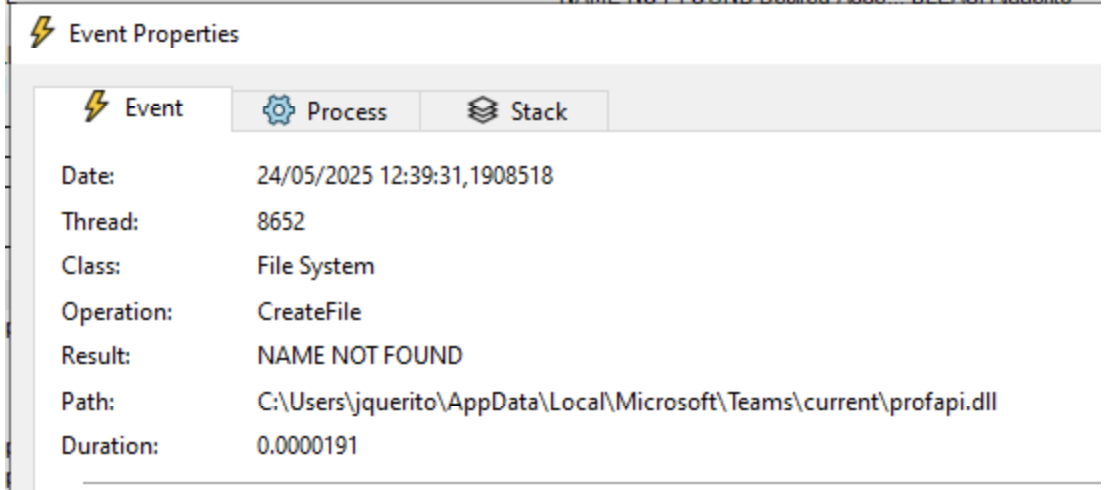 Event Properties
Event Process Stack
Date: 24/05/2025 12:39:31,1908518
Thread: 8652
Class: File System
Operation: CreateFile
Result: NAME NOT FOUND
Path: C:\Users\jquerito\AppData\Local\Microsoft\Teams\current\profapi.dll
Duration: 0.0000191